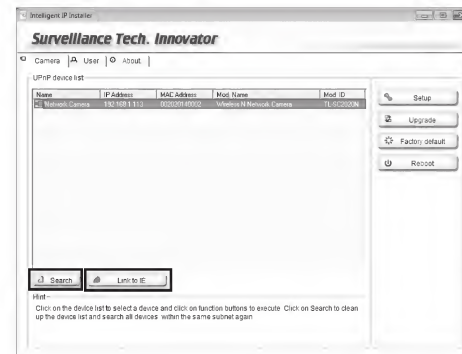 Intelligent IP Installer
Survelllance Tech. Innovator
Camera User About
UPnP device list
Name IP Address MAC Address Mod. Name Mod. ID
Network Camera 192.168.1.113 002020140002 Wireless N Network Camera TL-SC2020N
Setup
Upgrade
Factory default
Reboot
Search Link to IE
Hint
Click on the device list to select a device and click on function buttons to execute Click on Search to clean
up the device list and search all devices within the same subnet again